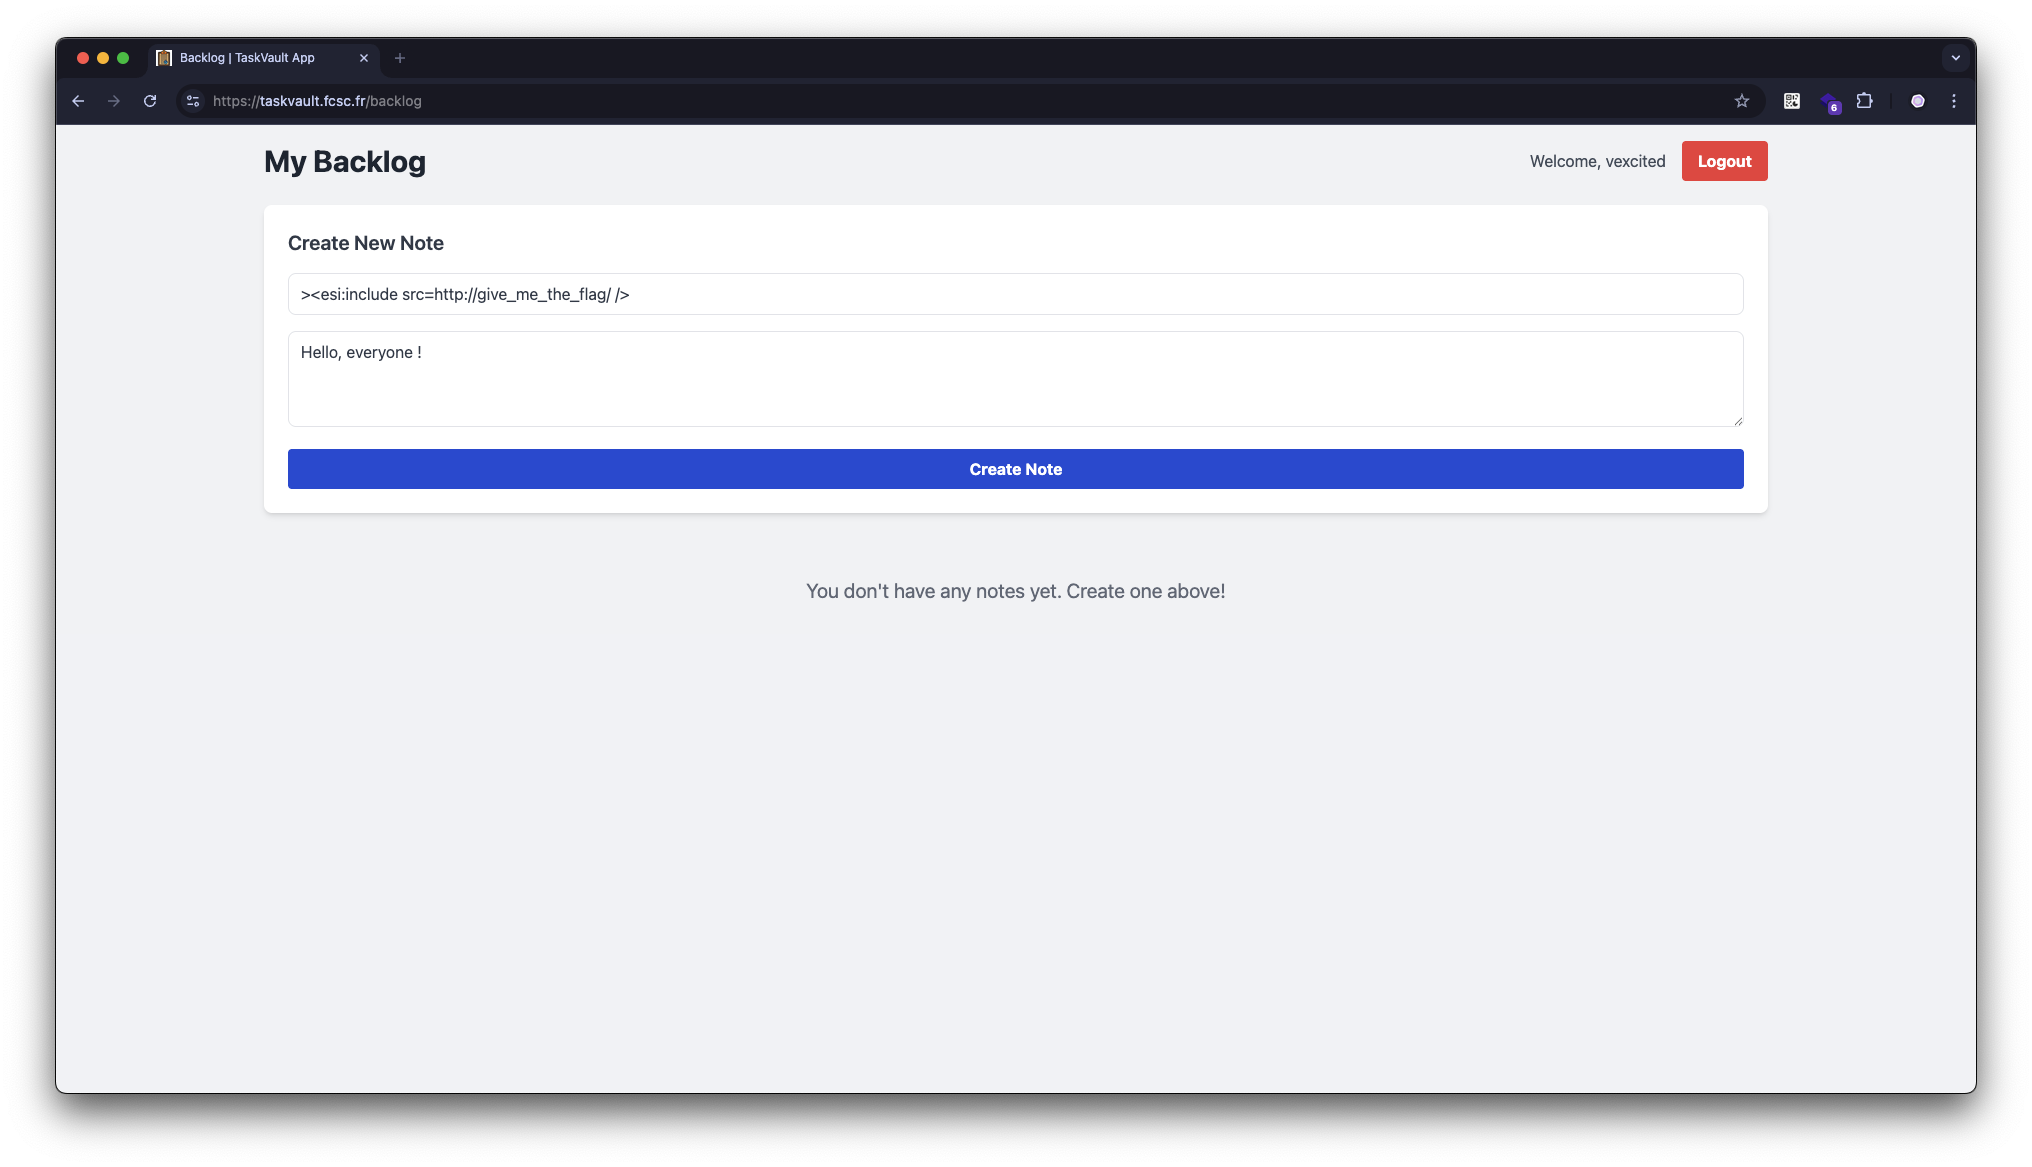 Backlog | TaskVault App
https://taskvault.fcsc.fr/backlog
6
My Backlog
Welcome, vexcited
Logout
Create New Note
><esi:include src=http://give_me_the_flag/ />
Hello, everyone !
Create Note
You don't have any notes yet. Create one above!